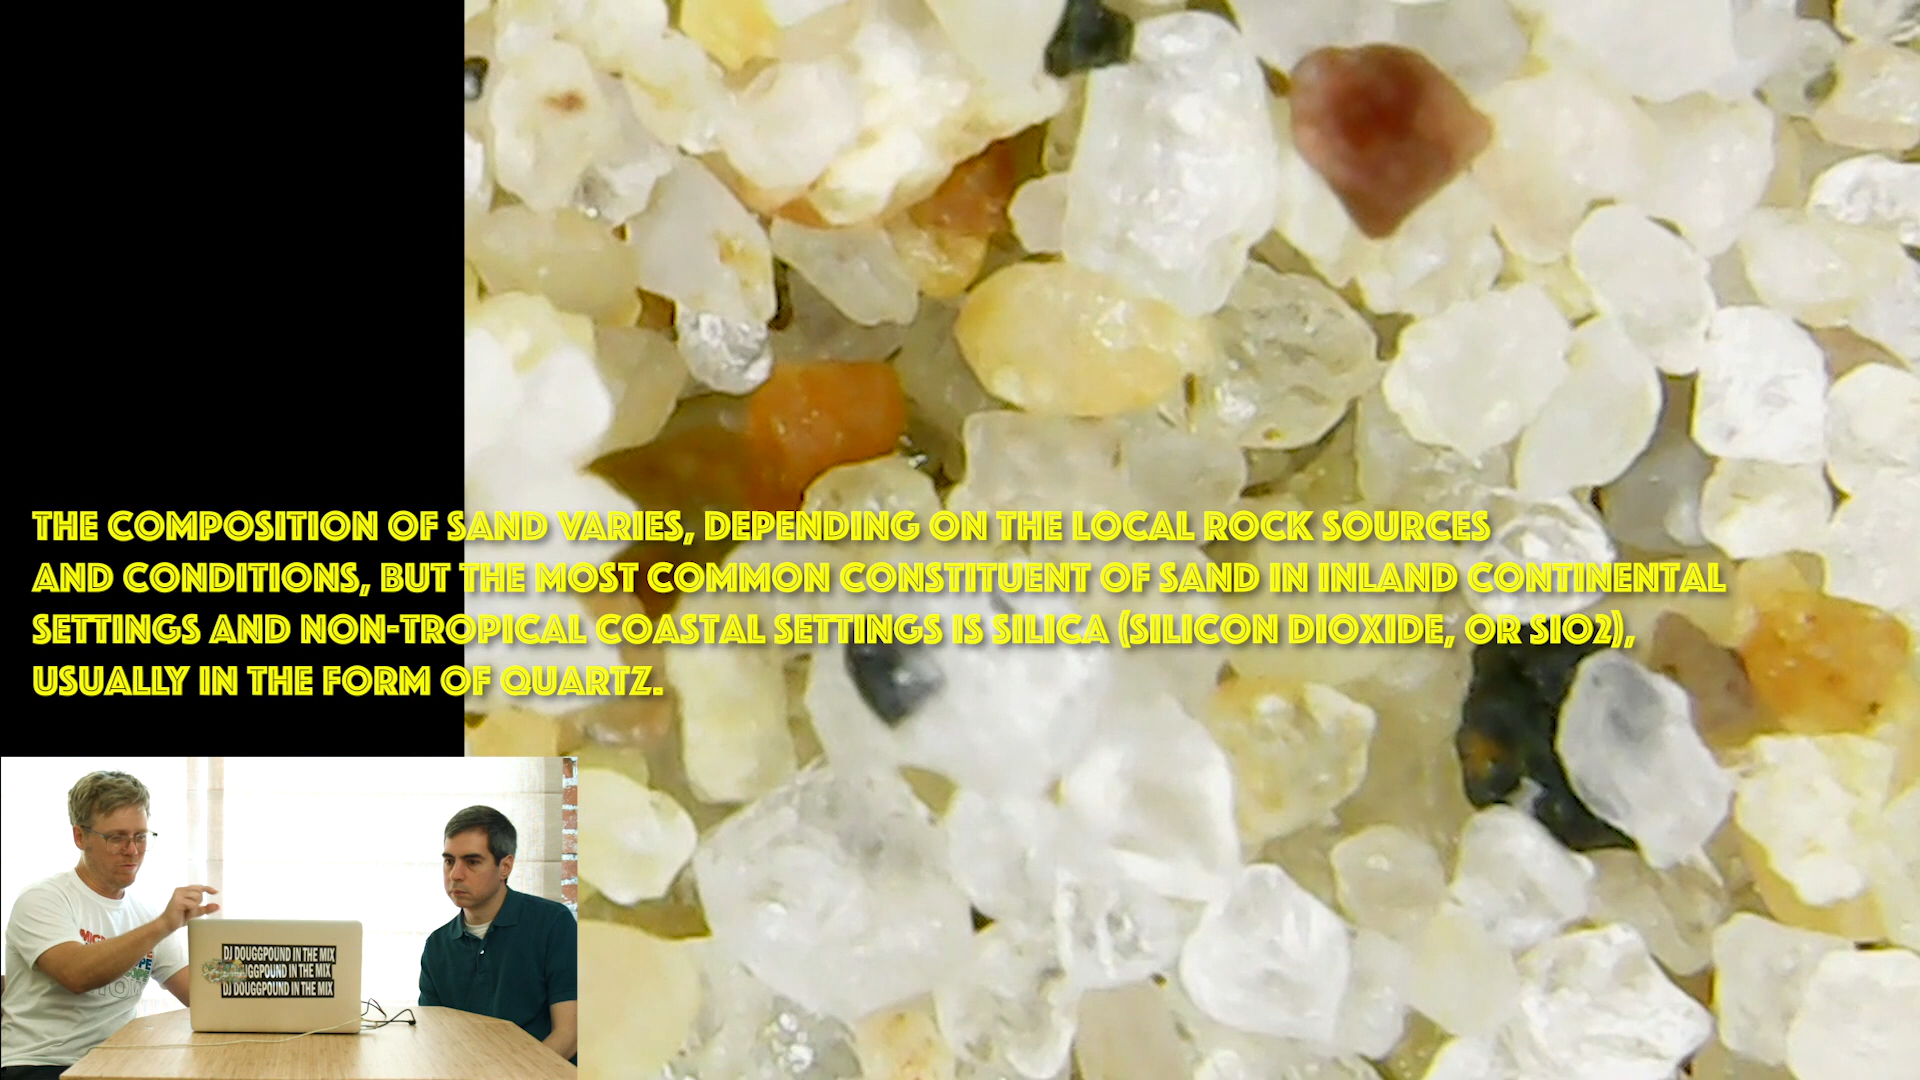 THE COMPOSITION OF SAND VARIES, DEPENDING ON THE LOCAL ROCK SOURCES
AND CONDITIONS, BUT THE MOST COMMON CONSTITUENT OF SAND IN INLAND CONTINENTAL
SETTINGS AND NON-TROPICAL COASTAL SETTINGS IS SILICA (SILICON DIOXIDE, OR SIO2),
USUALLY IN THE FORM OF QUARTZ.
DJ DOUGGPOUND IN THE MIX
DOUGGPOUND IN THE MIX
DJ DOUGGPOUND IN THE MIX